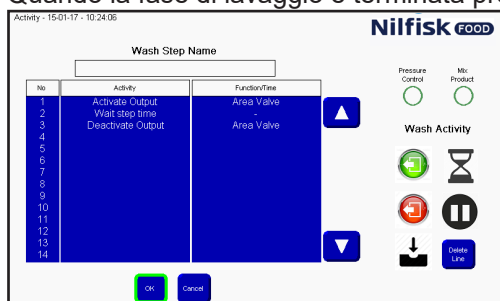 Quando la fase di lavaggio è terminata pre
Activity - 15-01-17 - 10:24:06
Nilfisk FOOD
Wash Step Name
Pressure Control
Mix Product
No Activity Function/Time
1 Activate Output Area Valve
2 Wait step time -
3 Deactivate Output Area Valve
4
5
6
7
8
9
10
11
12
13
14
Wash Activity
Delete Line
OK Cancel